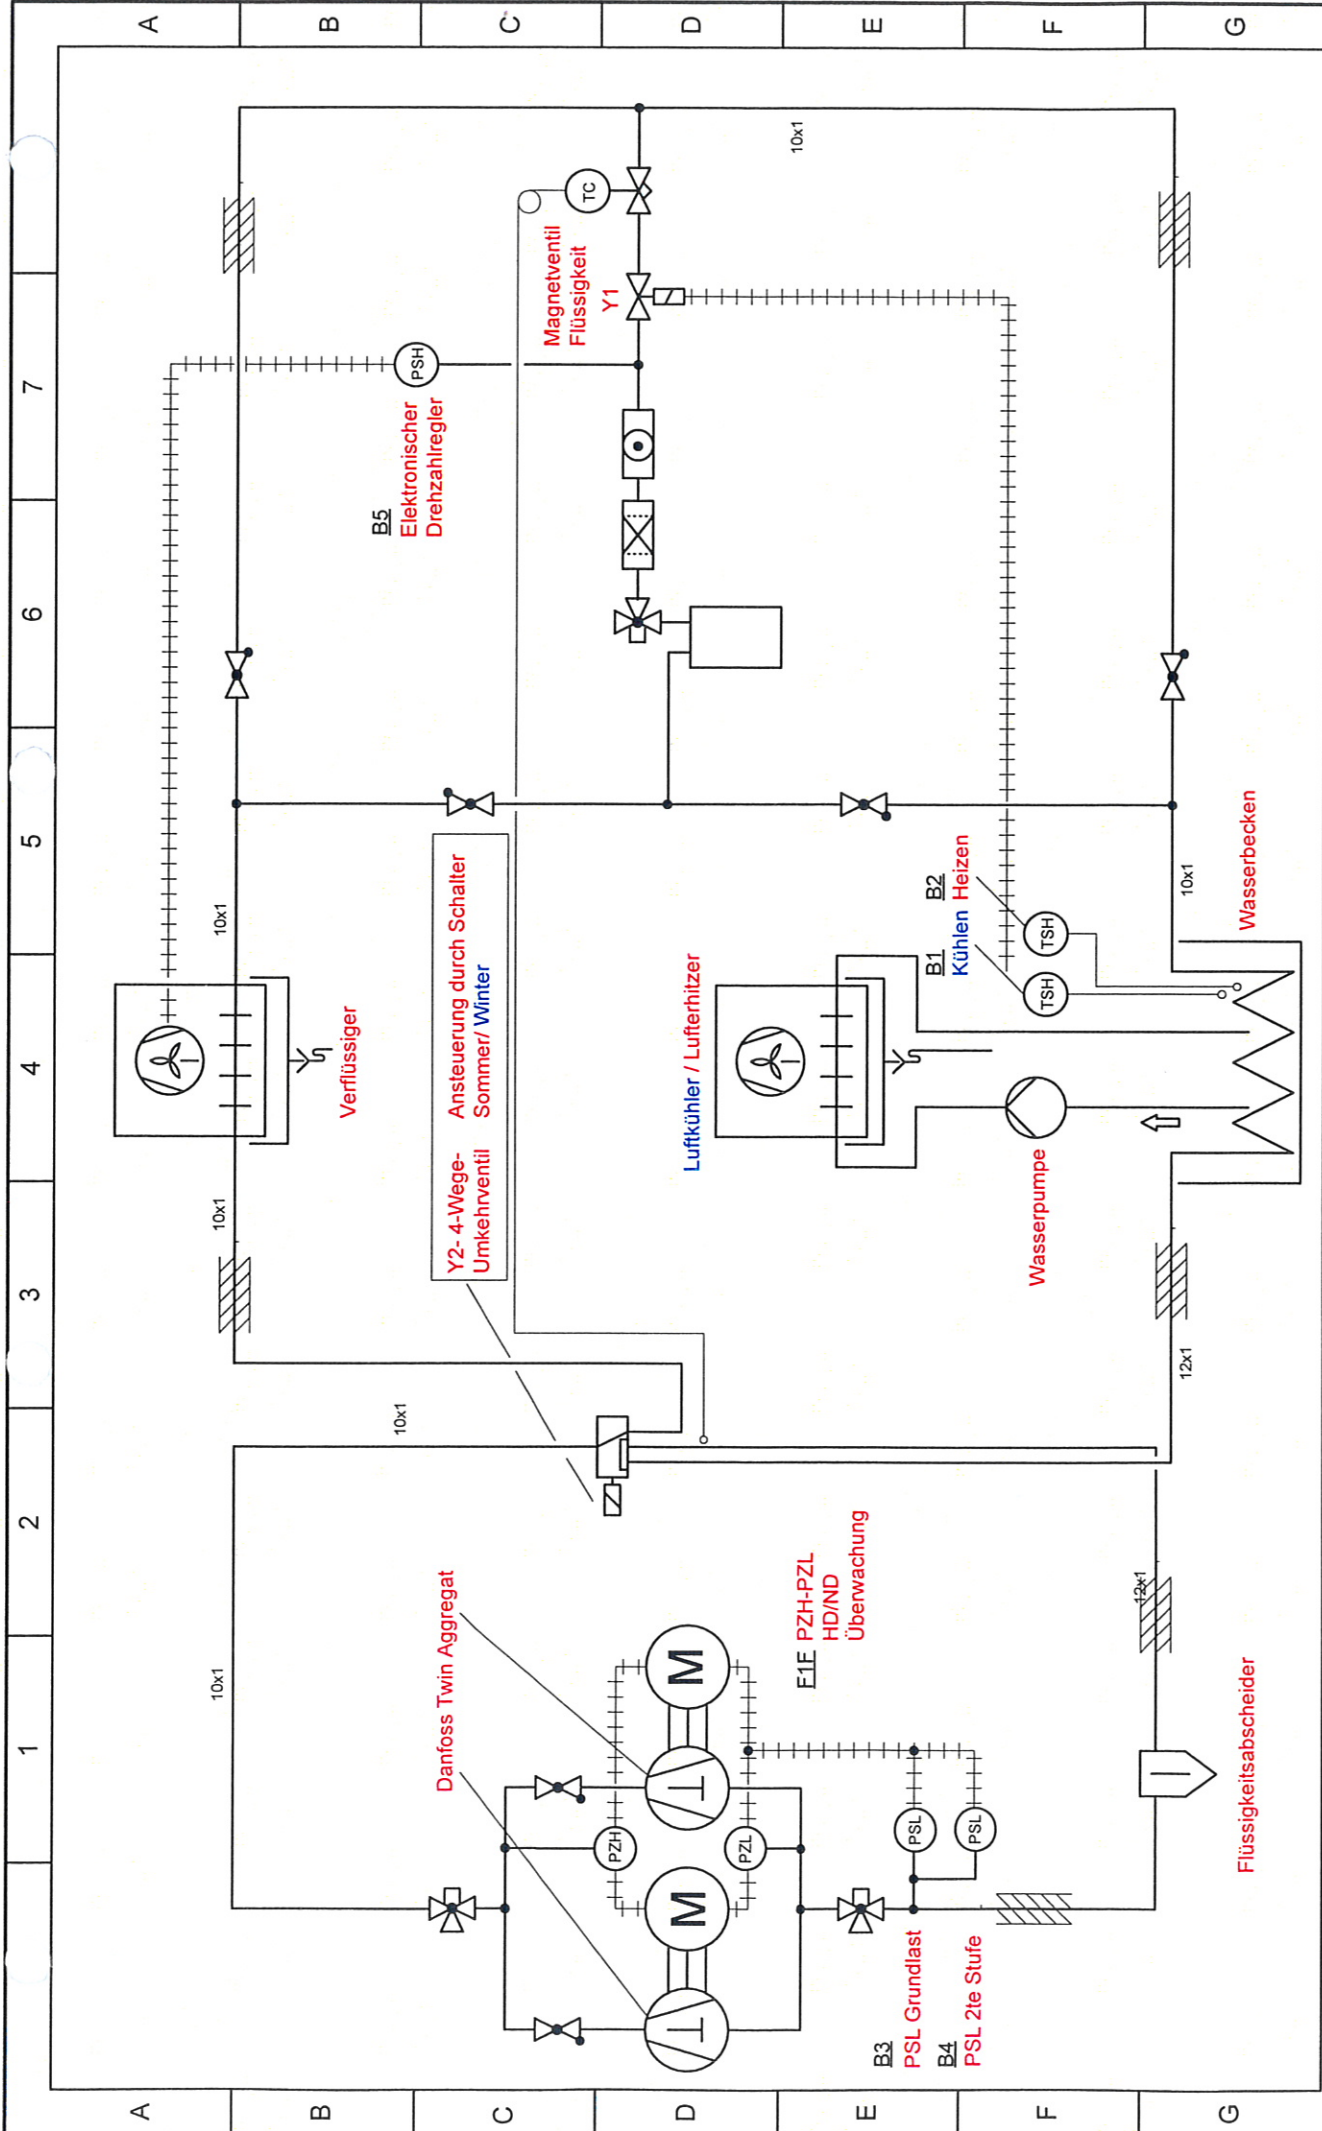 1
2
3
4
5
6
7
A
B
C
D
E
F
G
A
B
C
D
E
F
G
10x1
10x1
10x1
10x1
10x1
10x1
12x1
12x1
Verflüssiger
B5
Elektronischer
Drehzahlregler
PSH
Magnetventil
Flüssigkeit
Y1
TC
Y2- 4-Wege- Ansteuerung durch Schalter
Umkehrventil Sommer/ Winter
Danfoss Twin Aggregat
PZH
M
M
PZL
F1F PZH-PZL
HD/ND
Überwachung
Luftkühler / Lufterhitzer
B1
Kühlen
B2
Heizen
TSH
TSH
Wasserpumpe
Wasserbecken
B3
PSL Grundlast
B4
PSL 2te Stufe
PSL
PSL
Flüssigkeitsabscheider